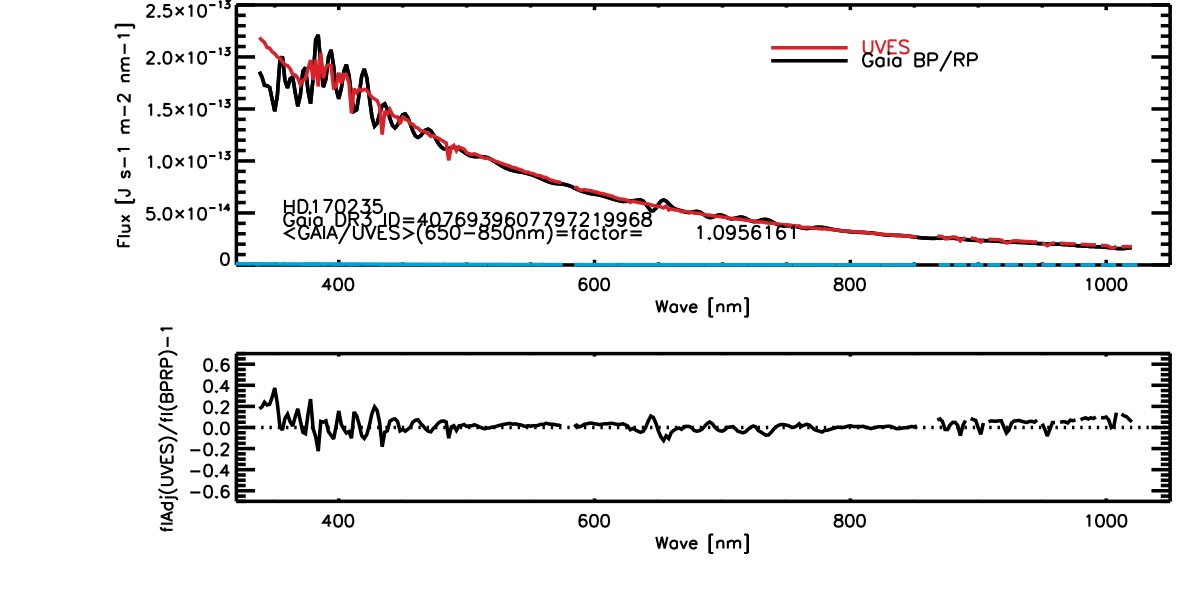 2.5×10−13
2.0×10−13
1.5×10−13
1.0×10−13
5.0×10−14
0
Flux [J s−1 m−2 nm−1]
UVES
Gaia BP/RP
HD170235
Gaia DR3 ID=4076939607797219968
<GAIA/UVES>(650−850nm)=factor= 1.0956161
400 600 800 1000
Wave [nm]
0.6
0.4
0.2
0.0
−0.2
−0.4
−0.6
flAdj(UVES)/fl(BPRP)−1
400 600 800 1000
Wave [nm]